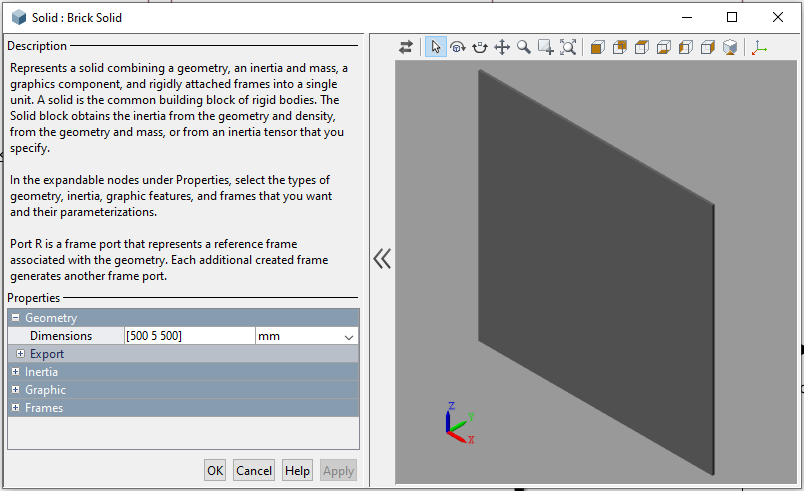 Solid : Brick Solid
Description
Represents a solid combining a geometry, an inertia and mass, a
graphics component, and rigidly attached frames into a single
unit. A solid is the common building block of rigid bodies. The
Solid block obtains the inertia from the geometry and density,
from the geometry and mass, or from an inertia tensor that you
specify.
In the expandable nodes under Properties, select the types of
geometry, inertia, graphic features, and frames that you want
and their parameterizations.
Port R is a frame port that represents a reference frame
associated with the geometry. Each additional created frame
generates another frame port.
Properties
Geometry
Dimensions [500 5 500] mm
Export
Inertia
Graphic
Frames
OK Cancel Help Apply
Z
Y
X